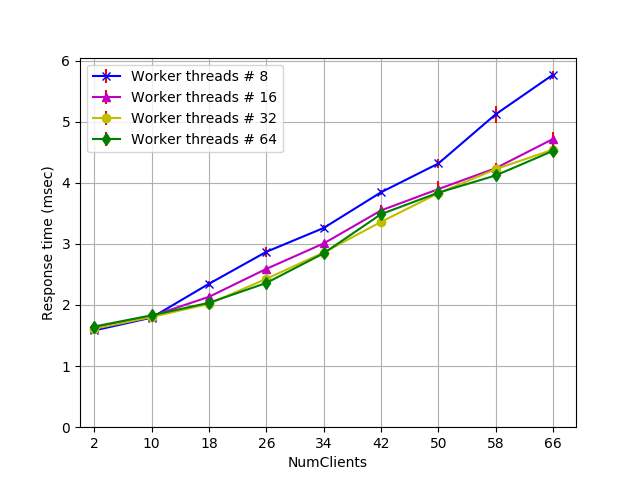 Worker threads # 8
Worker threads # 16
Worker threads # 32
Worker threads # 64
Response time (msec)
6
5
4
3
2
1
0
2 10 18 26 34 42 50 58 66
NumClients